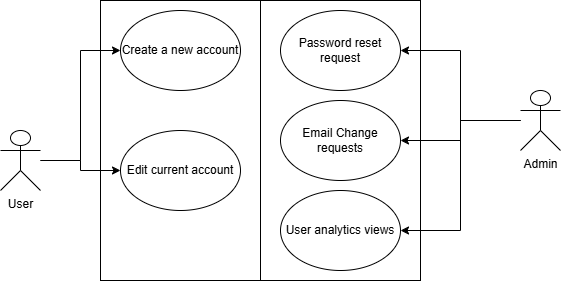 Create a new account
Edit current account
User
Password reset
request
Email Change
requests
User analytics views
Admin